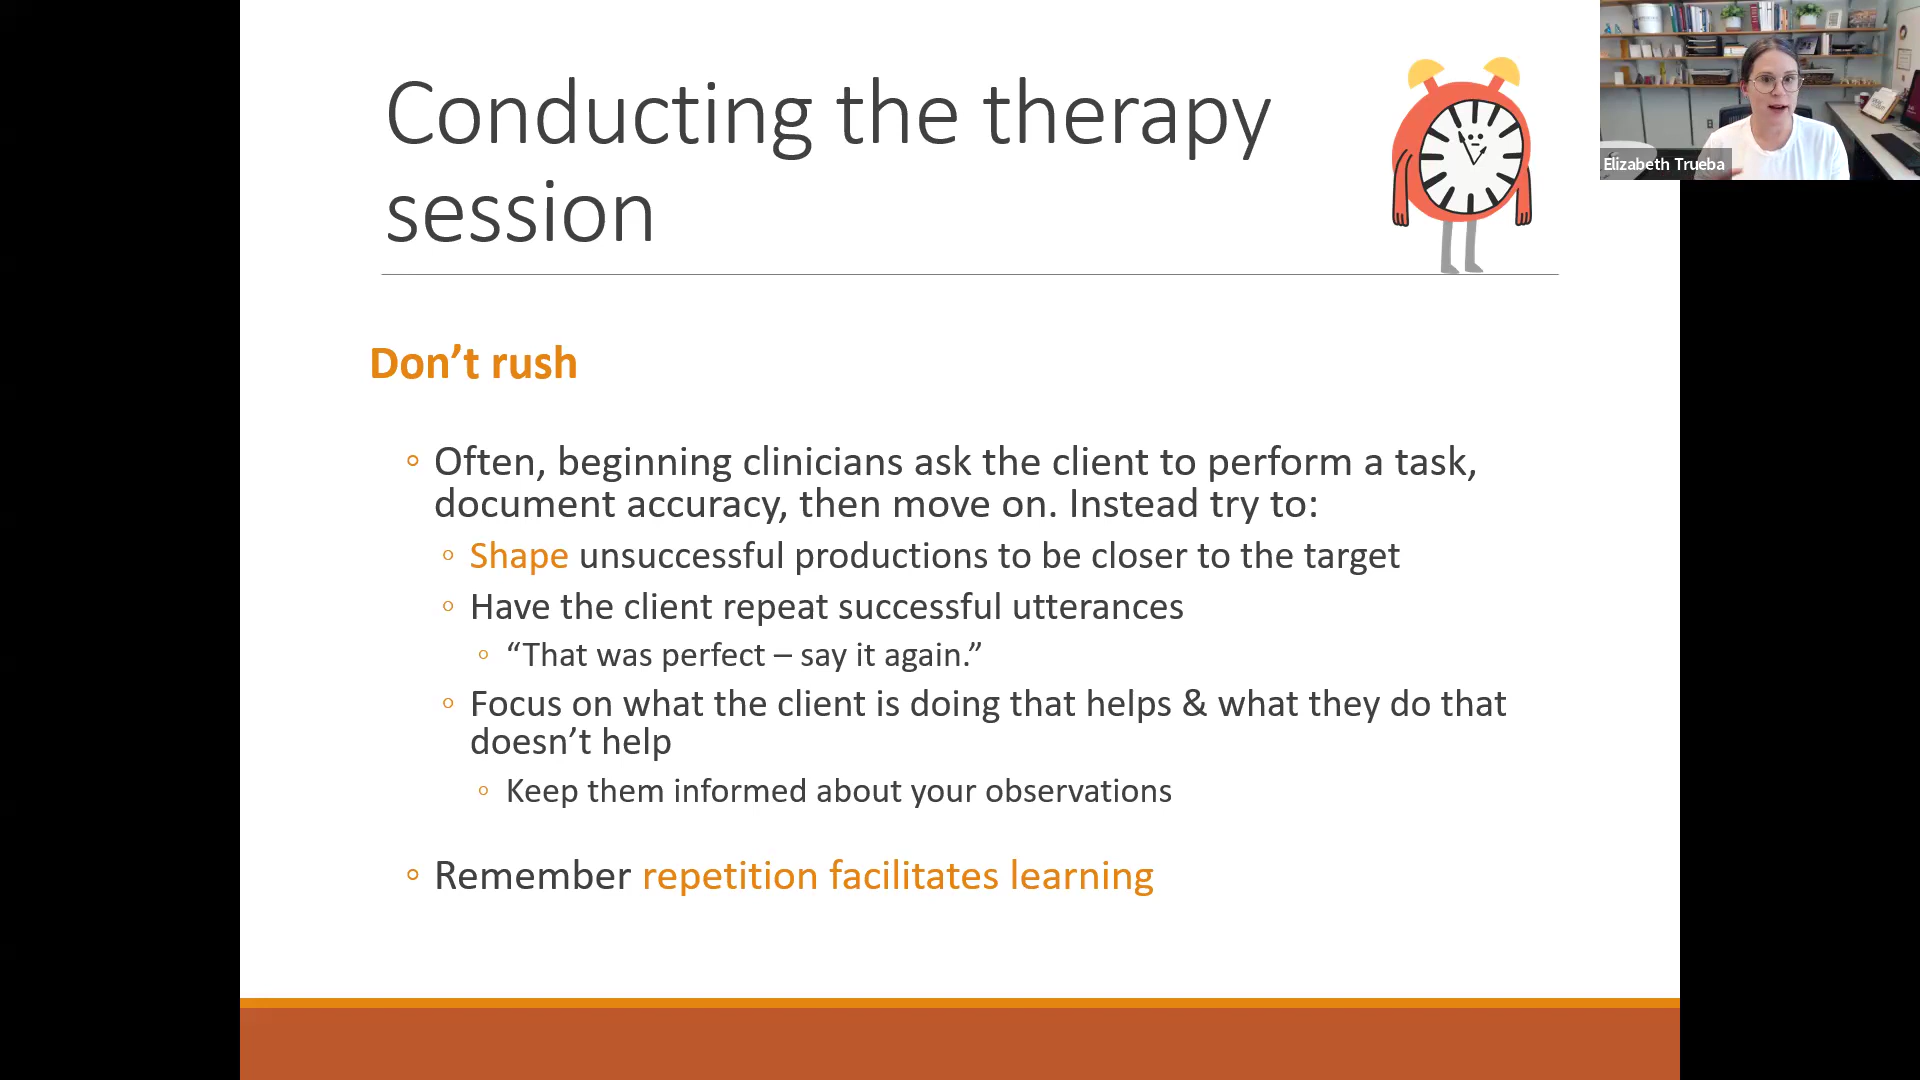 Conducting the therapy
session
Elizabeth Trueba
Don’t rush
◦ Often, beginning clinicians ask the client to perform a task,
document accuracy, then move on. Instead try to:
◦ Shape unsuccessful productions to be closer to the target
◦ Have the client repeat successful utterances
◦ “That was perfect – say it again.”
◦ Focus on what the client is doing that helps & what they do that
doesn’t help
◦ Keep them informed about your observations
◦ Remember repetition facilitates learning